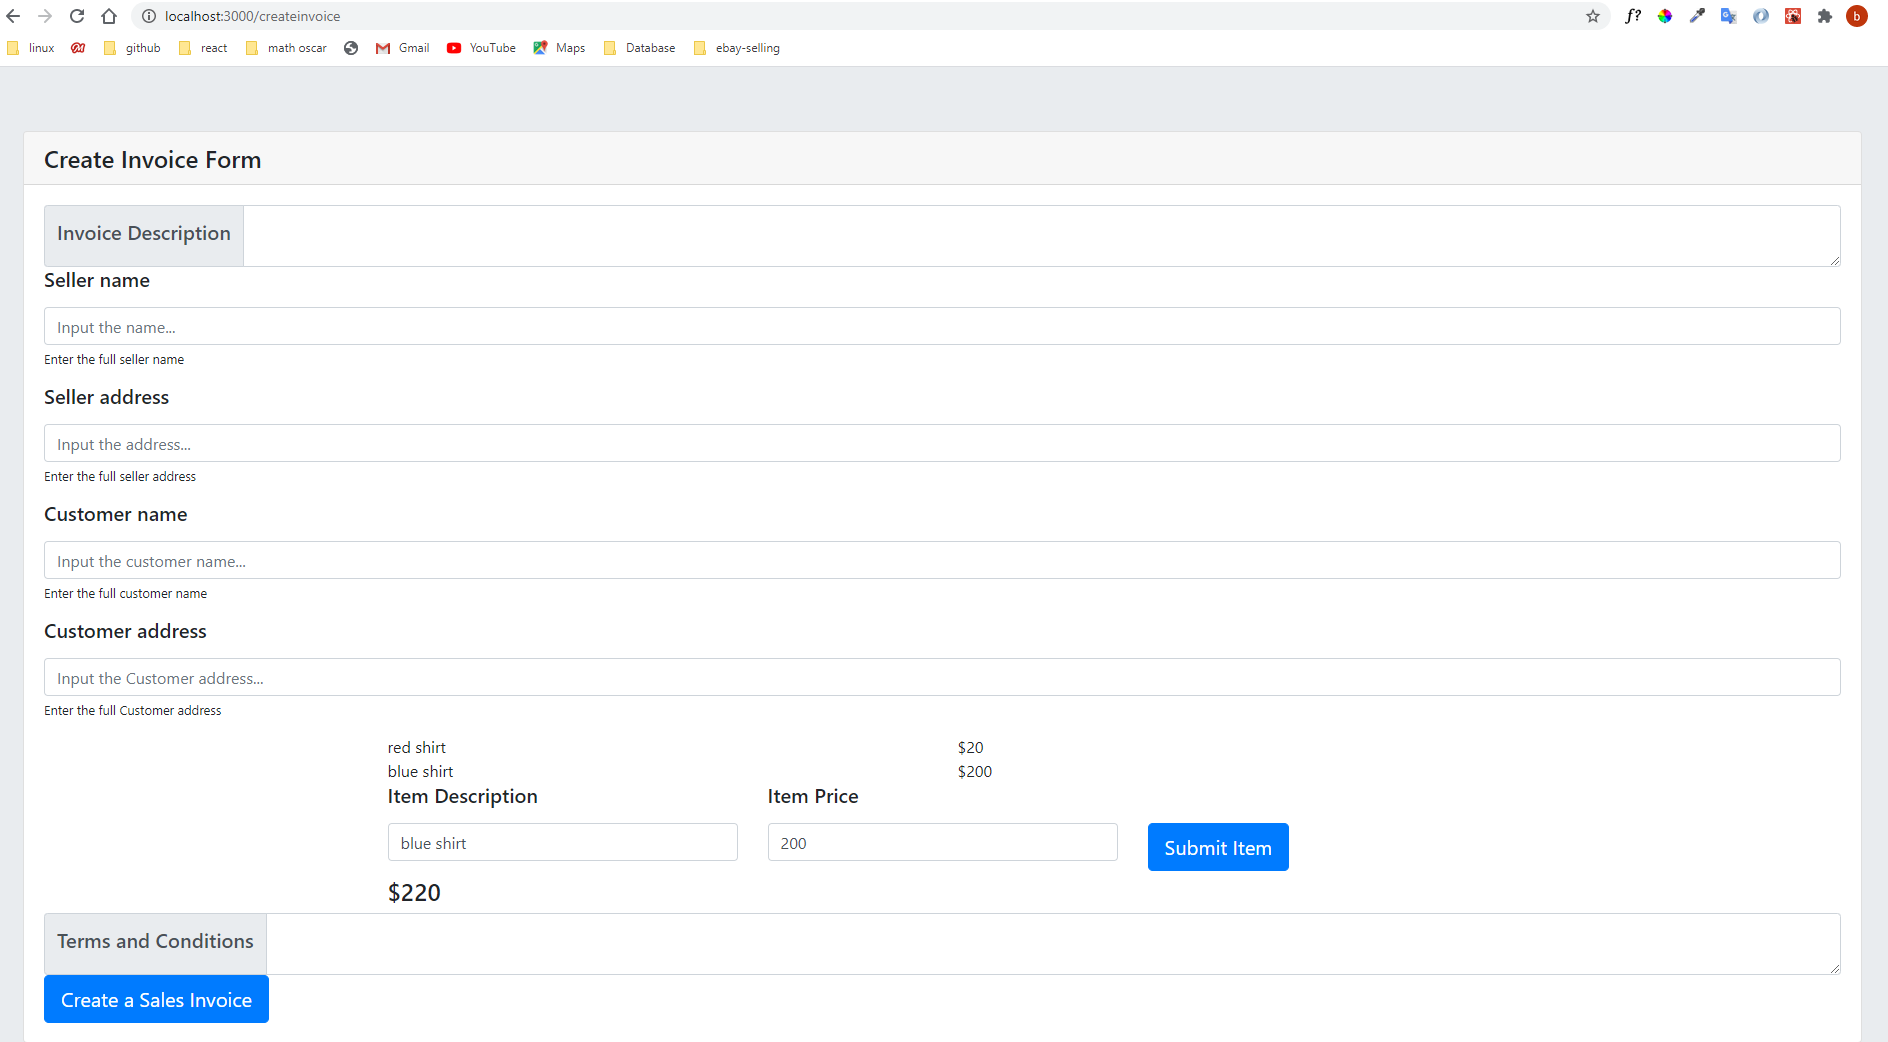 localhost:3000/createinvoice
f?
b
linux
github
react
math oscar
Gmail
YouTube
Maps
Database
ebay-selling
Create Invoice Form
Invoice Description
Seller name
Input the name...
Enter the full seller name
Seller address
Input the address...
Enter the full seller address
Customer name
Input the customer name...
Enter the full customer name
Customer address
Input the Customer address...
Enter the full Customer address
red shirt $20
blue shirt $200
Item Description Item Price
blue shirt 200 Submit Item
$220
Terms and Conditions
Create a Sales Invoice